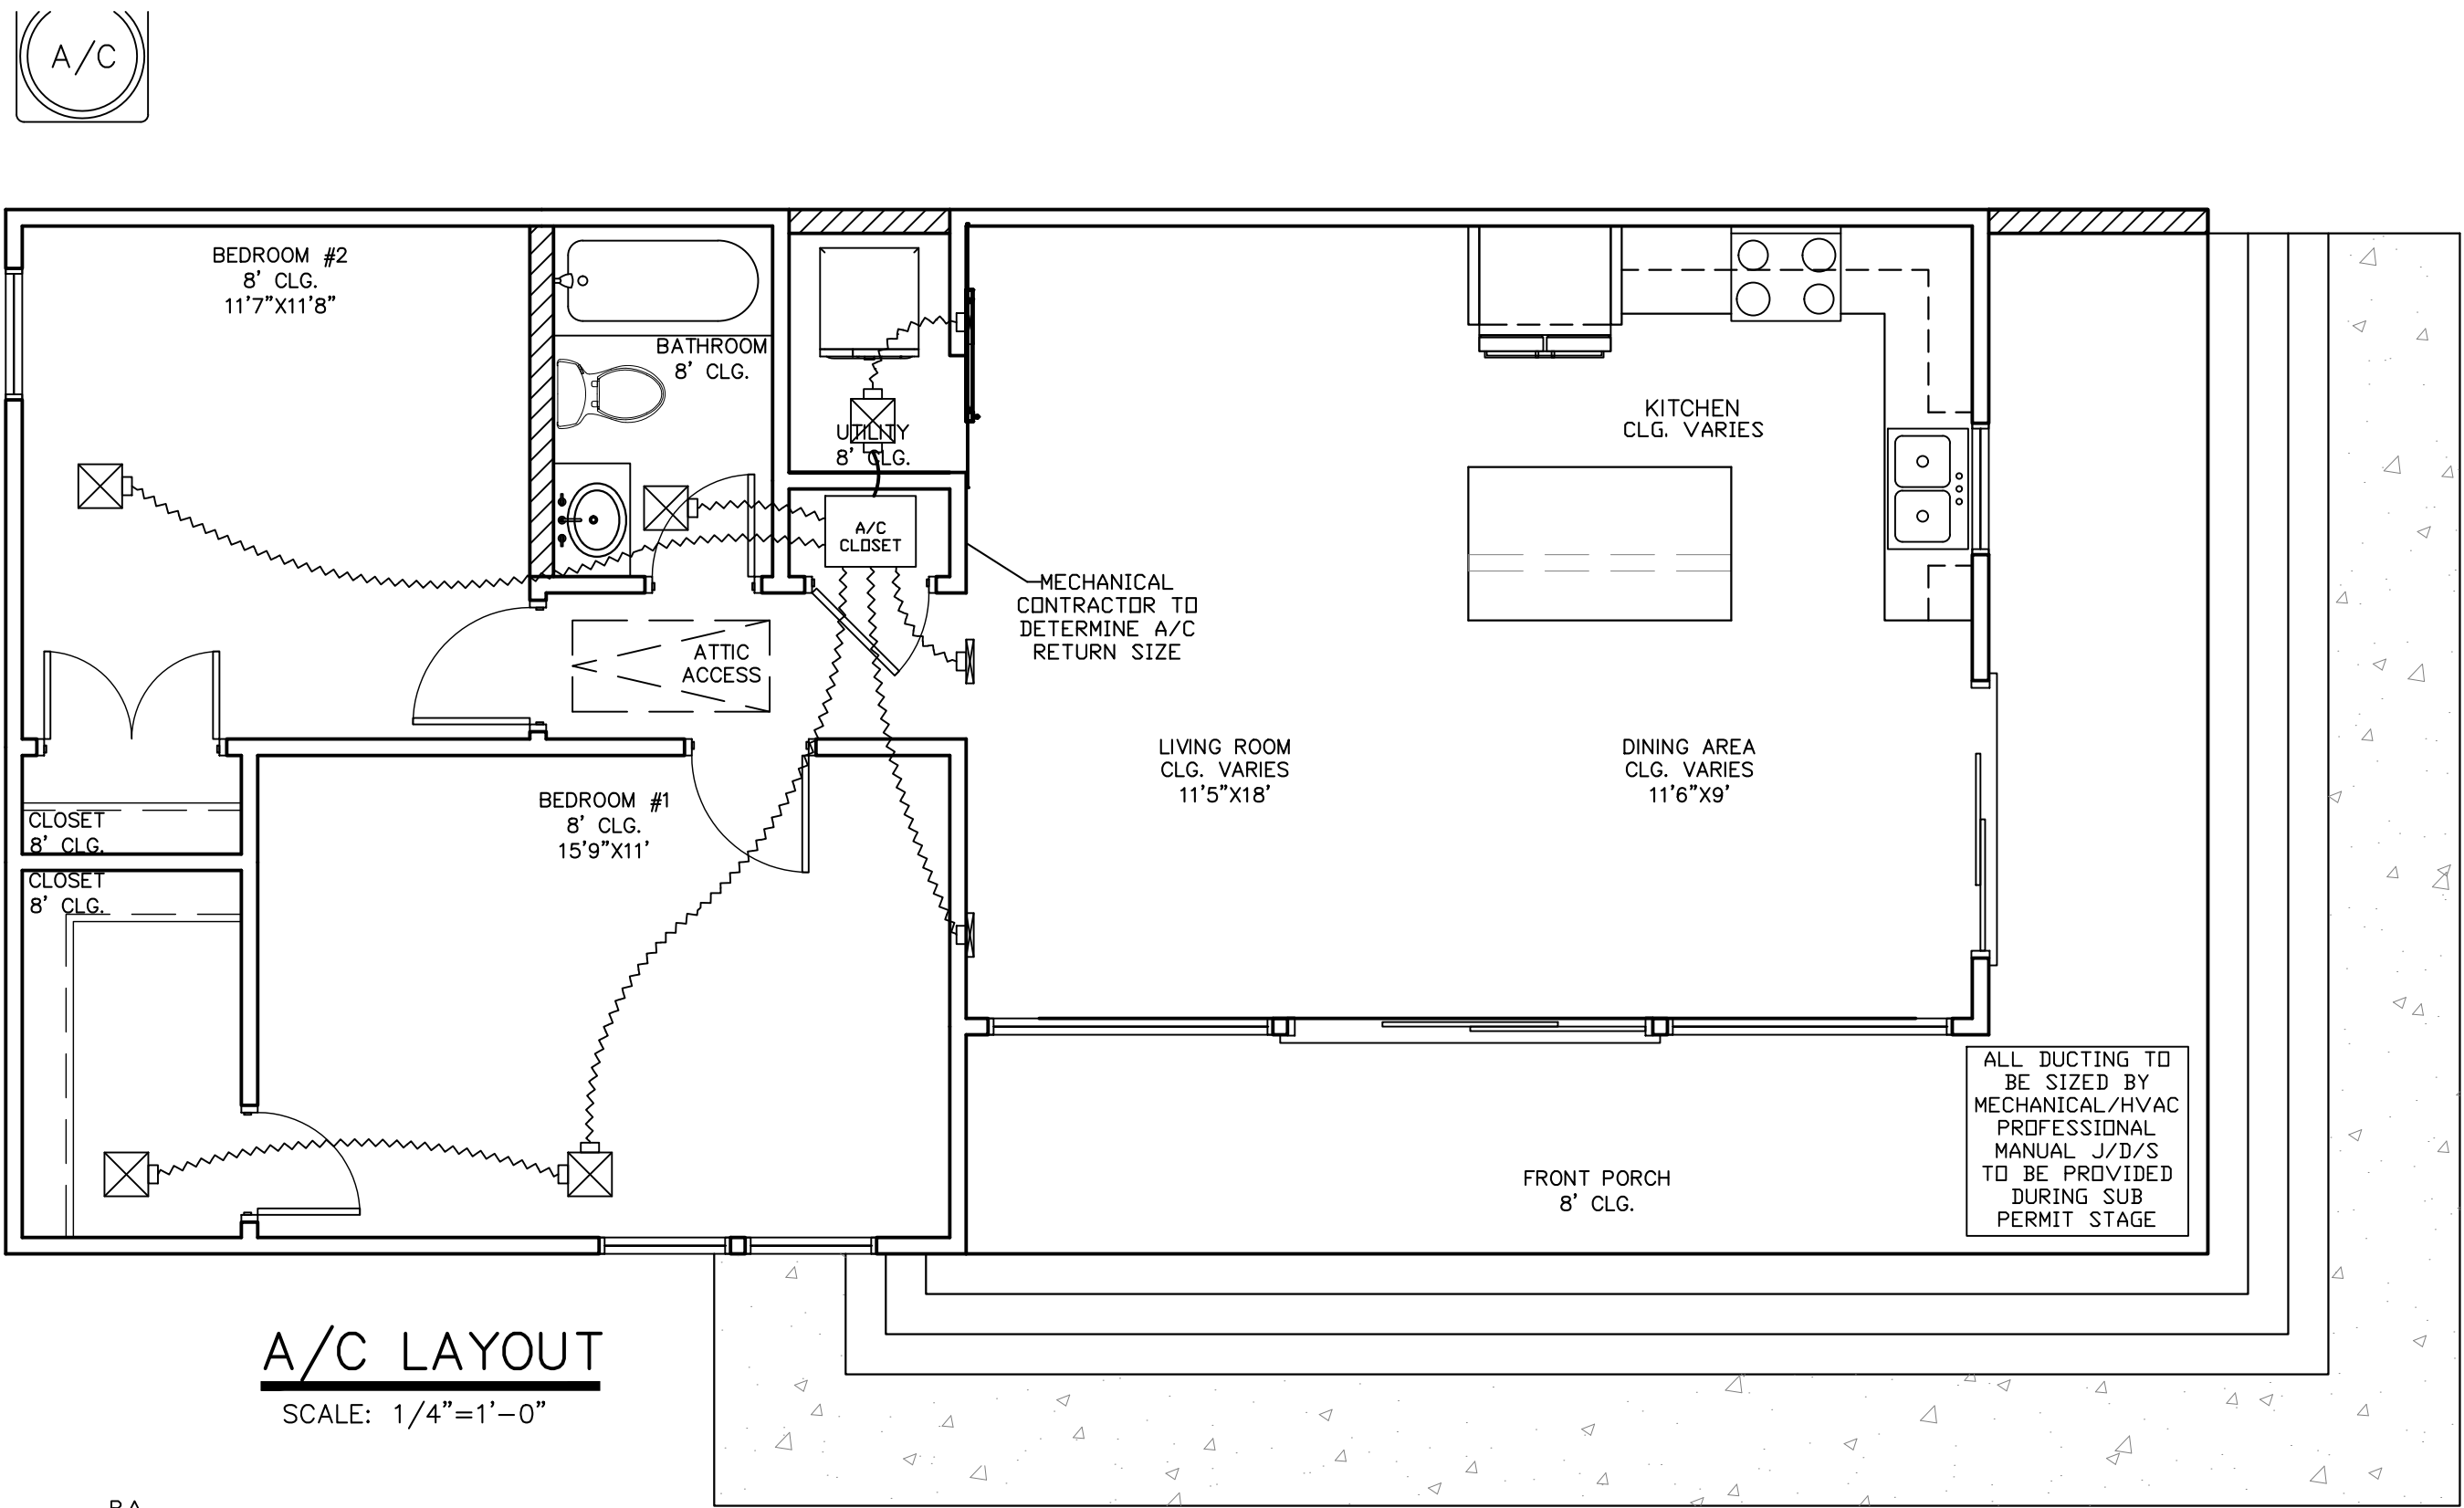 A/C
BEDROOM #2
8' CLG.
11'7"X11'8"
BATHROOM
8' CLG.
UTILITY
8' CLG.
KITCHEN
CLG. VARIES
A/C
CLOSET
MECHANICAL
CONTRACTOR TO
DETERMINE A/C
RETURN SIZE
ATTIC
ACCESS
LIVING ROOM
CLG. VARIES
11'5"X18'
DINING AREA
CLG. VARIES
11'6"X9'
BEDROOM #1
8' CLG.
15'9"X11'
CLOSET
8' CLG.
CLOSET
8' CLG.
ALL DUCTING TO
BE SIZED BY
MECHANICAL/HVAC
PROFESSIONAL
MANUAL J/D/S
TO BE PROVIDED
DURING SUB
PERMIT STAGE
FRONT PORCH
8' CLG.
A/C LAYOUT
SCALE: 1/4"=1'-0"